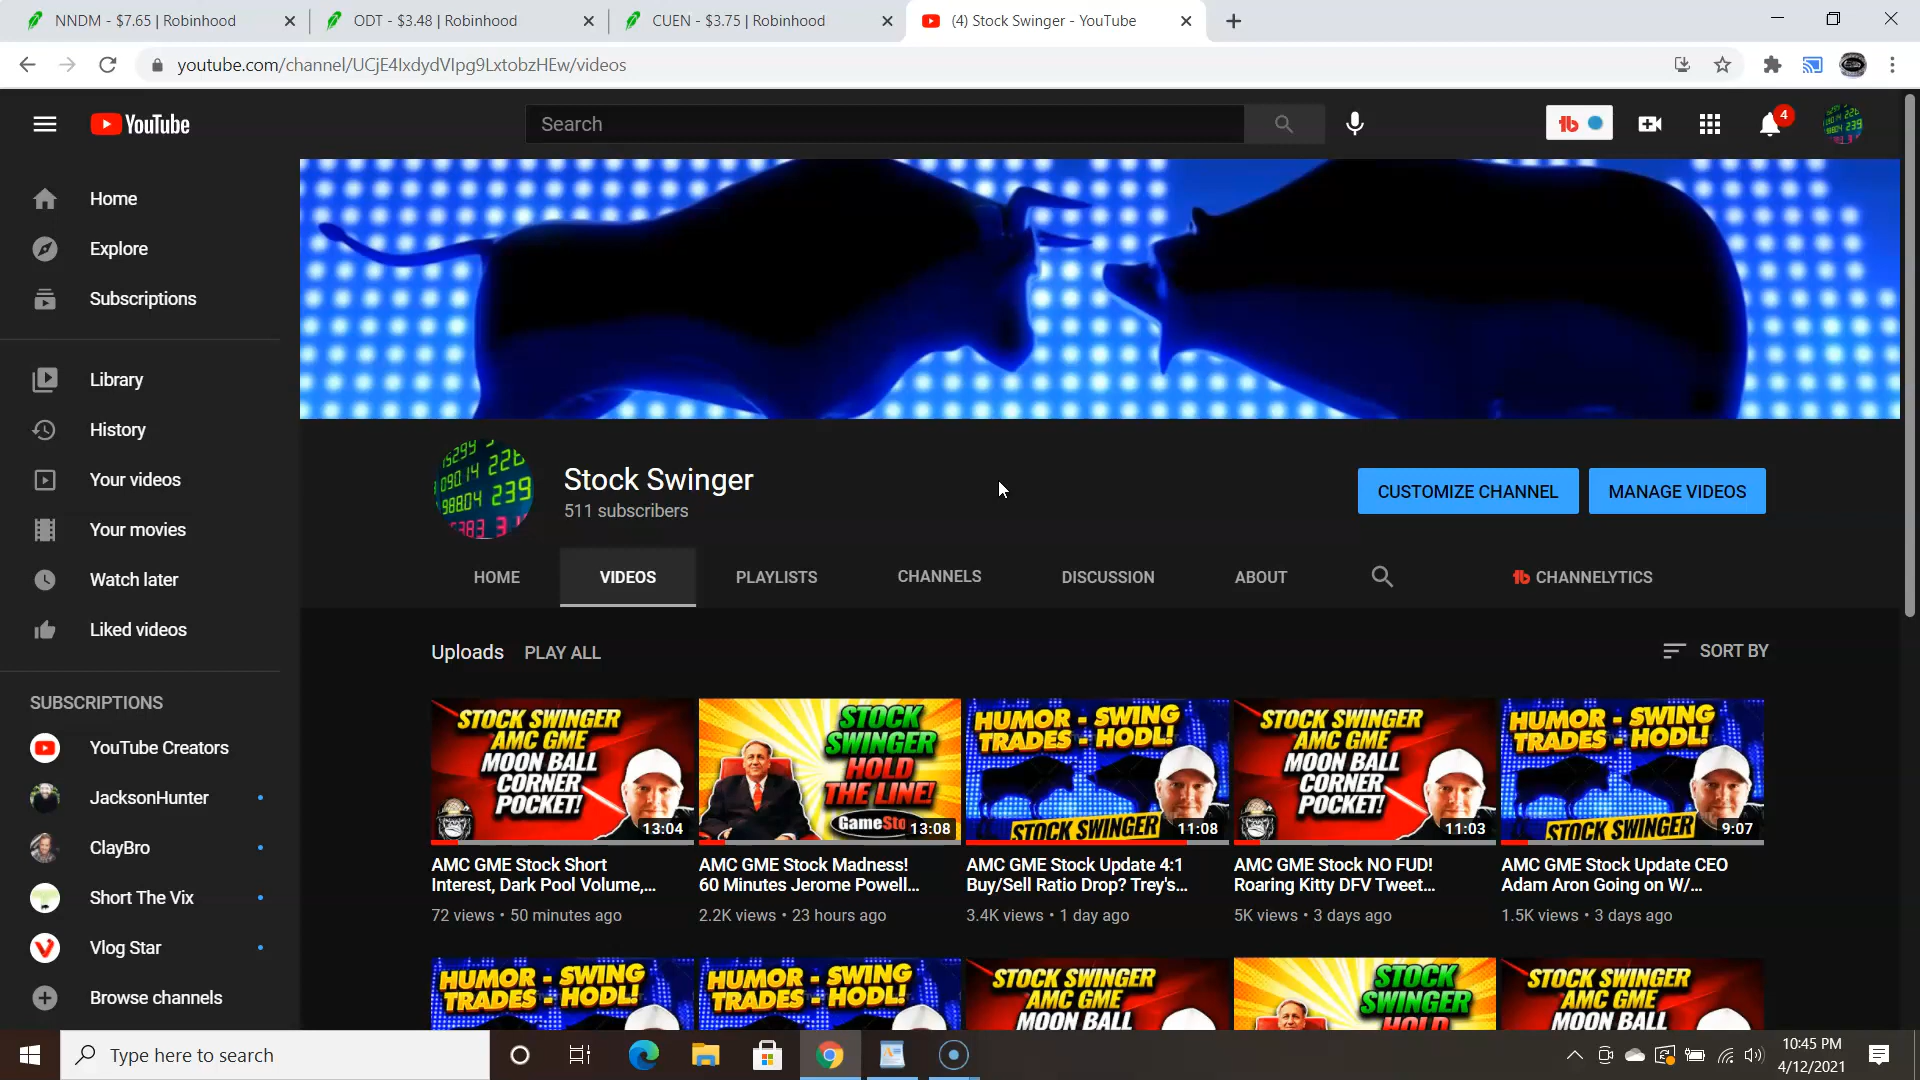 NNDM - $7.65 | Robinhood
ODT - $3.48 | Robinhood
CUEN - $3.75 | Robinhood
(4) Stock Swinger - YouTube
youtube.com/channel/UCjE4IxdydVIpg9LxtobzHEw/videos
YouTube
Search
tb
4
Home
Explore
Subscriptions
Library
History
Your videos
Your movies
Watch later
Liked videos
SUBSCRIPTIONS
YouTube Creators
JacksonHunter
ClayBro
Short The Vix
Vlog Star
Browse channels
Stock Swinger
511 subscribers
CUSTOMIZE CHANNEL
MANAGE VIDEOS
HOME
VIDEOS
PLAYLISTS
CHANNELS
DISCUSSION
ABOUT
tb CHANNELYTICS
Uploads PLAY ALL
SORT BY
STOCK SWINGER
AMC GME
MOON BALL
CORNER
POCKET!
13:04
AMC GME Stock Short
Interest, Dark Pool Volume,...
72 views • 50 minutes ago
STOCK
SWINGER
HOLD
THE LINE!
GameSto
13:08
AMC GME Stock Madness!
60 Minutes Jerome Powell...
2.2K views • 23 hours ago
HUMOR - SWING
TRADES - HODL!
STOCK SWINGER
11:08
AMC GME Stock Update 4:1
Buy/Sell Ratio Drop? Trey's...
3.4K views • 1 day ago
STOCK SWINGER
AMC GME
MOON BALL
CORNER
POCKET!
11:03
AMC GME Stock NO FUD!
Roaring Kitty DFV Tweet...
5K views • 3 days ago
HUMOR - SWING
TRADES - HODL!
STOCK SWINGER
9:07
AMC GME Stock Update CEO
Adam Aron Going on W/...
1.5K views • 3 days ago
HUMOR - SWING
TRADES - HODL!
HUMOR - SWING
TRADES - HODL!
STOCK SWINGER
AMC GME
MOON BALL
STOCK
SWINGER
HOLD
STOCK SWINGER
AMC GME
MOON BALL
Type here to search
10:45 PM
4/12/2021